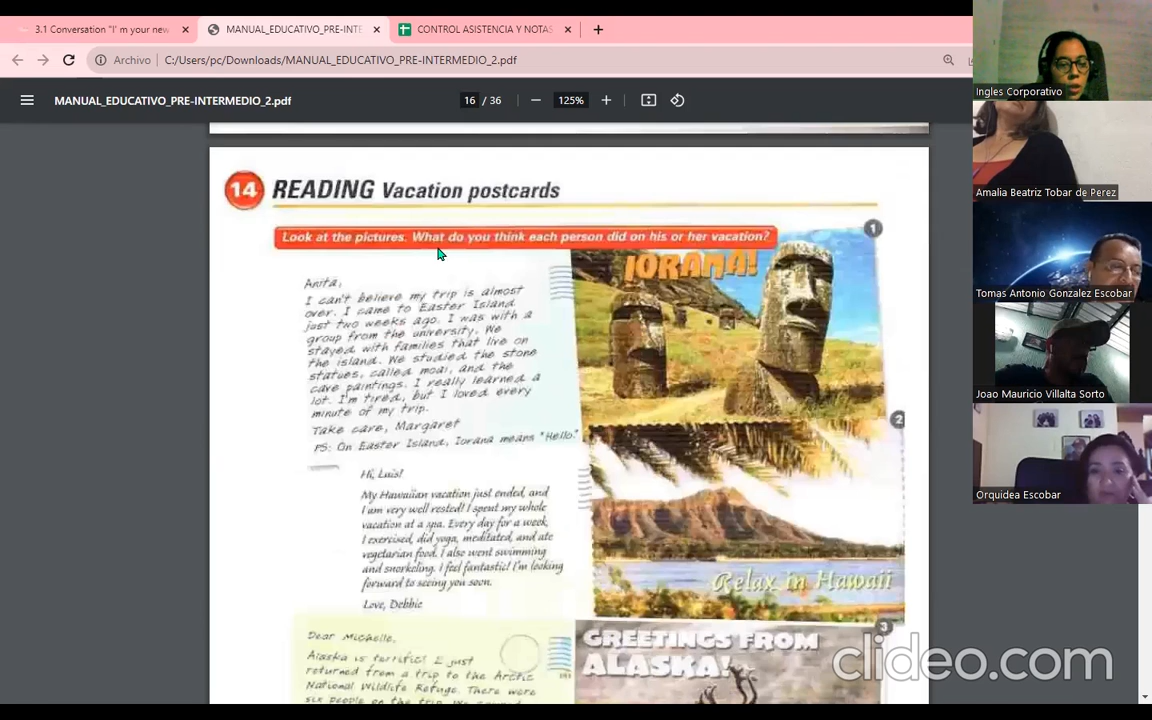 3.1 Conversation "I' m your new
MANUAL_EDUCATIVO_PRE-INTE
CONTROL ASISTENCIA Y NOTAS
Archivo
C:/Users/pc/Downloads/MANUAL_EDUCATIVO_PRE-INTERMEDIO_2.pdf
MANUAL_EDUCATIVO_PRE-INTERMEDIO_2.pdf
16 / 36
125%
14 READING Vacation postcards
Look at the pictures. What do you think each person did on his or her vacation?
1
IORANA!
Anita,
I can't believe my trip is almost
over. I came to Easter Island
just two weeks ago. I was with a
group from the university. We
stayed with families that live on
the island. We studied the stone
statues, called moai, and the
cave paintings. I really learned a
lot. I'm tired, but I loved every
minute of my trip.
Take care, Margaret
PS: On Easter Island, Iorana means "Hello."
2
Hi, Luis!
My Hawaiian vacation just ended, and
I am very well rested! I spent my whole
vacation at a spa. Every day for a week,
I exercised, did yoga, meditated, and ate
vegetarian food. I also went swimming
and snorkeling. I feel fantastic! I'm looking
forward to seeing you soon.
Love, Debbie
Relax in Hawaii
3
GREETINGS FROM
ALASKA!
Dear Michelle,
Alaska is terrific! I just
returned from a trip to the Arctic
National Wildlife Refuge. There were
six people on the trip. We
Ingles Corporativo
Amalia Beatriz Tobar de Perez
Tomas Antonio Gonzalez Escobar
Joao Mauricio Villalta Sorto
Orquidea Escobar
clideo.com